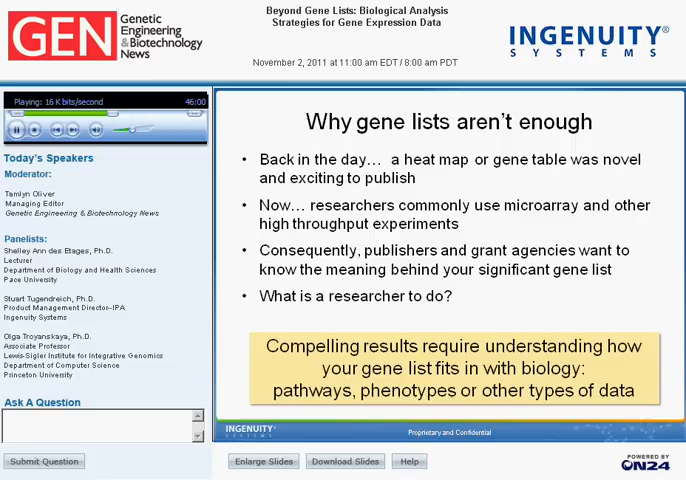 GEN
Genetic
Engineering
& Biotechnology
News
Beyond Gene Lists: Biological Analysis
Strategies for Gene Expression Data
November 2, 2011 at 11:00 am EDT / 8:00 am PDT
INGENUITY®
SYSTEMS
Playing: 16 K bits/second
46:00
Today's Speakers
Moderator:
Tamlyn Oliver
Managing Editor
Genetic Engineering & Biotechnology News
Panelists:
Shelley Ann des Etages, Ph.D.
Lecturer
Department of Biology and Health Sciences
Pace University
Stuart Tugendreich, Ph.D.
Product Management Director–IPA
Ingenuity Systems
Olga Troyanskaya, Ph.D.
Associate Professor
Lewis-Sigler Institute for Integrative Genomics
Department of Computer Science
Princeton University
Ask A Question
Submit Question
Why gene lists aren't enough
• Back in the day… a heat map or gene table was novel
and exciting to publish
• Now… researchers commonly use microarray and other
high throughput experiments
• Consequently, publishers and grant agencies want to
know the meaning behind your significant gene list
• What is a researcher to do?
Compelling results require understanding how
your gene list fits in with biology:
pathways, phenotypes or other types of data
INGENUITY
SYSTEMS
Proprietary and Confidential
Enlarge Slides
Download Slides
Help
POWERED BY
ON24